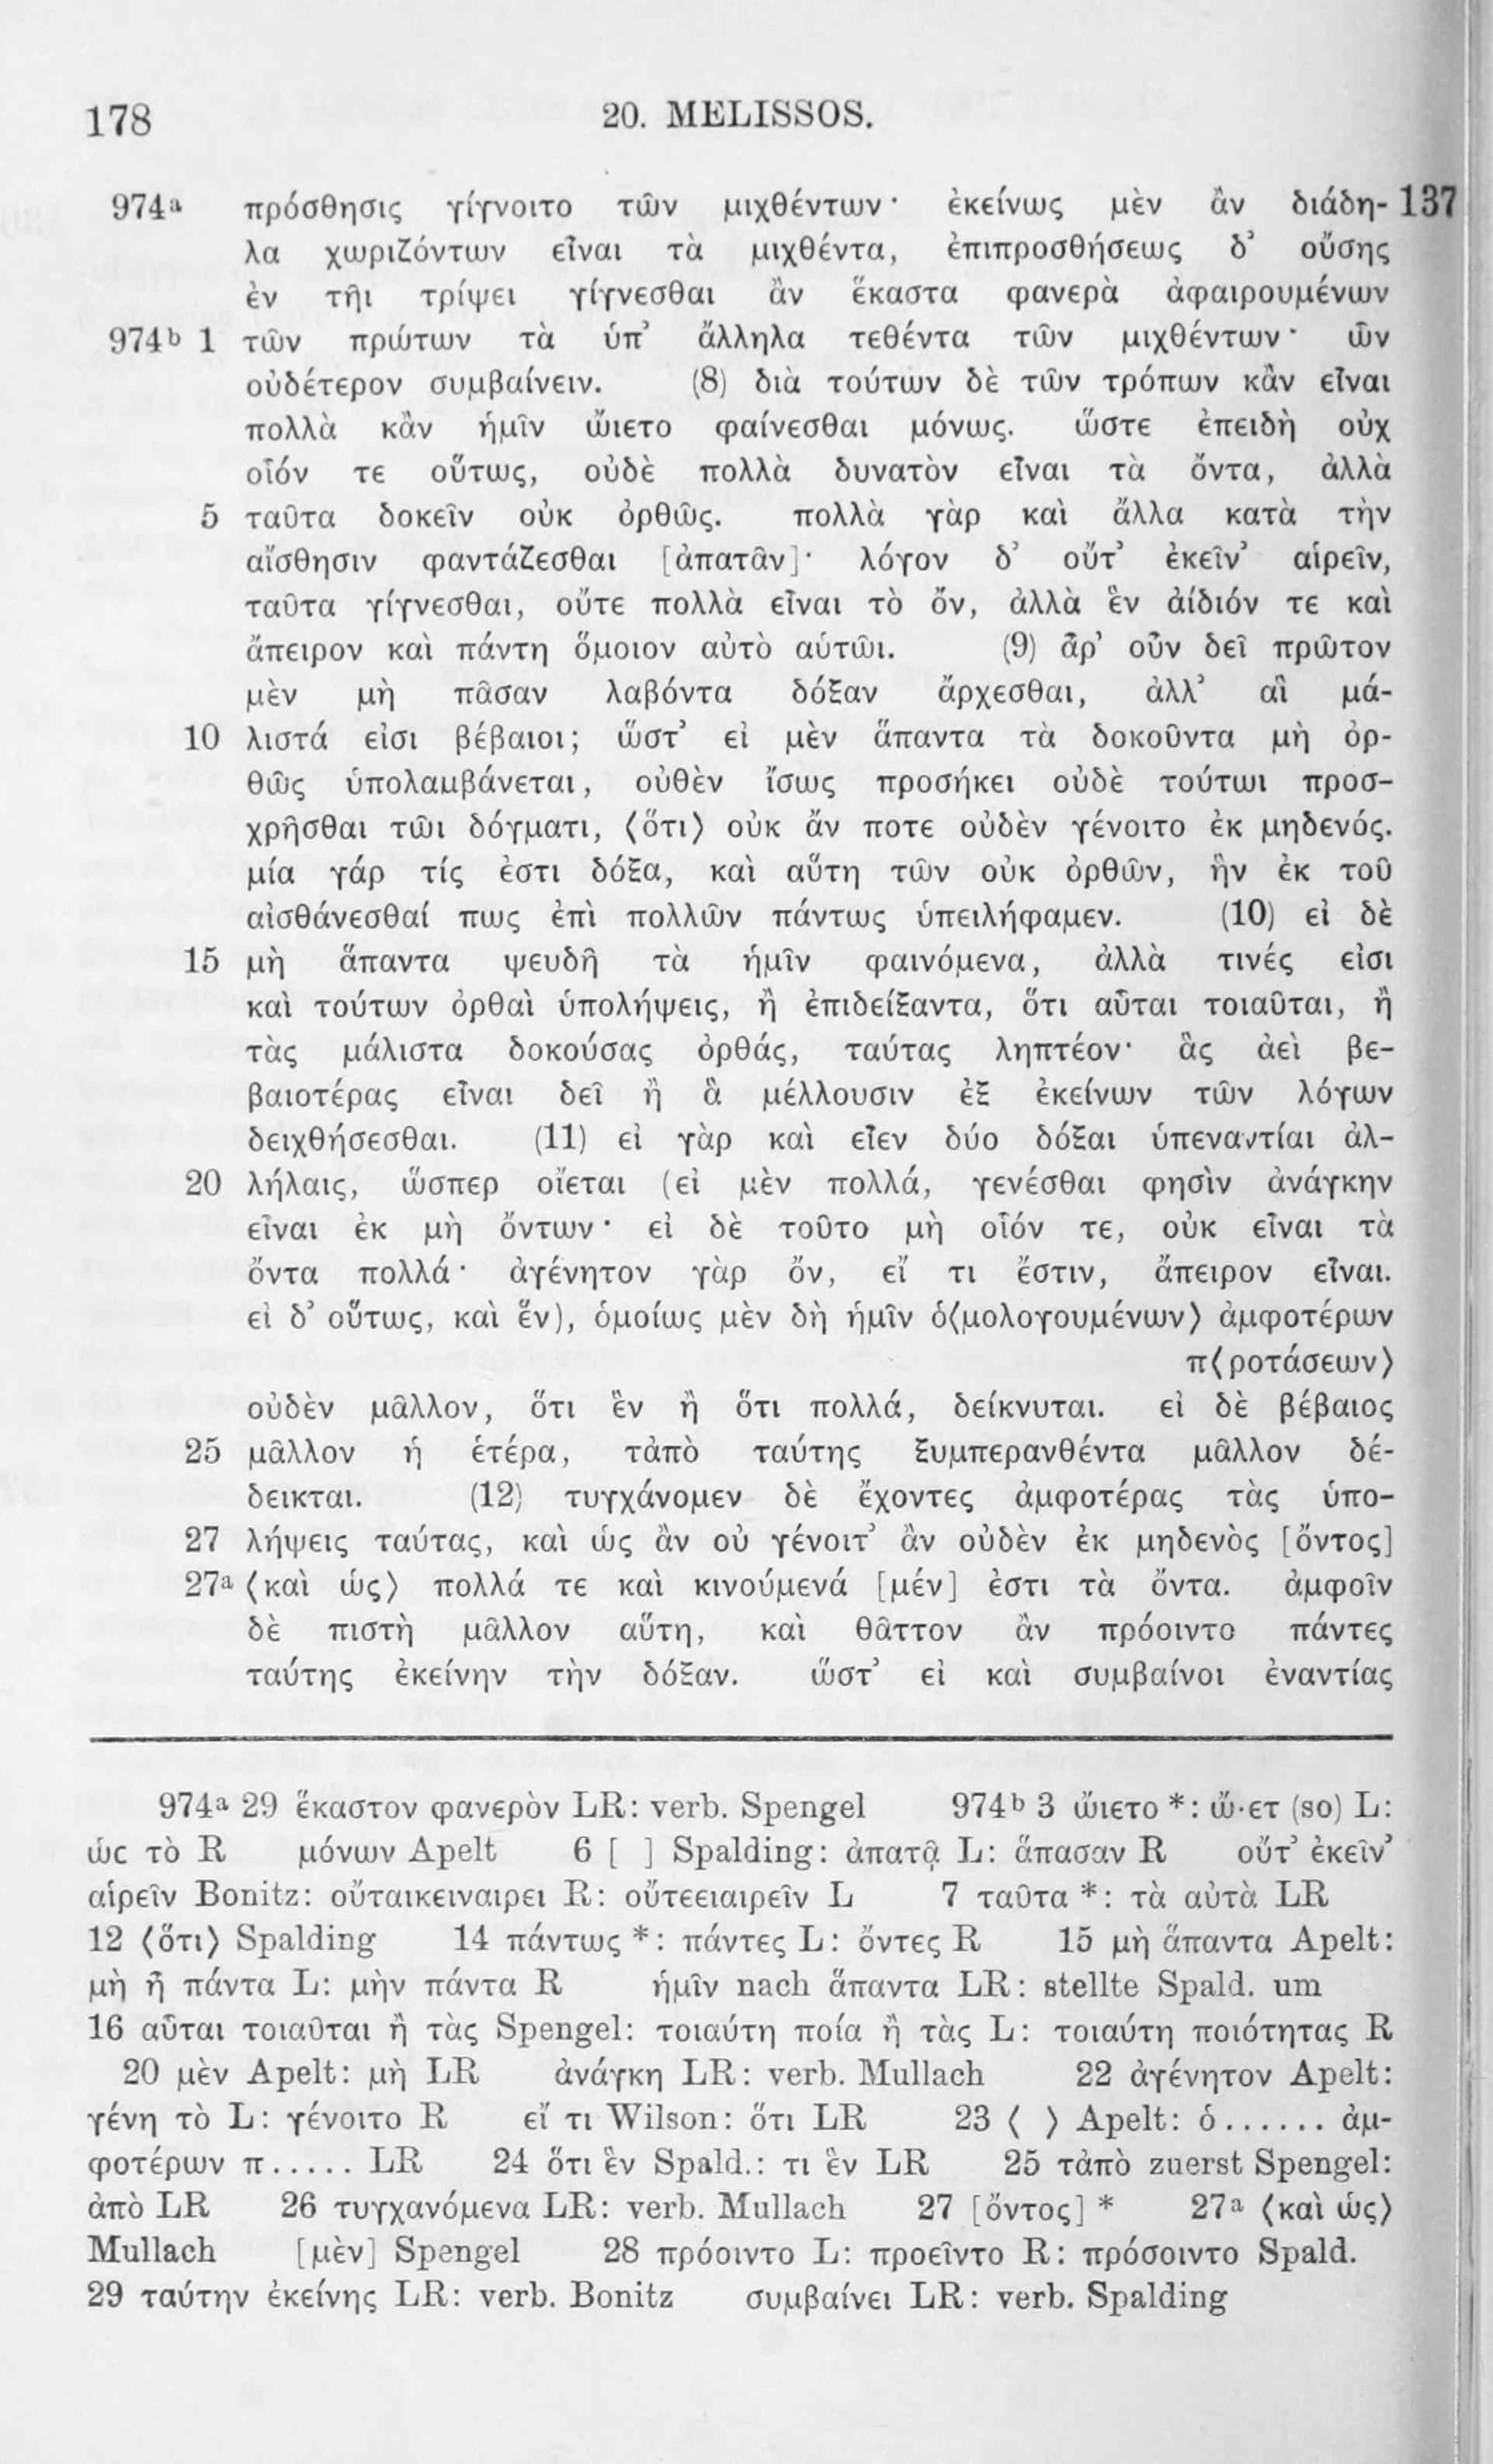 178 20. MELISSOS.
974a πρόσθησις γίγνοιτο τῶν μιχθέντων· ἐκείνως μὲν ἂν διάδη- 137
λα χωριζόντων εἶναι τὰ μιχθέντα, ἐπιπροσθήσεως δ’ οὔσης
ἐν τῆι τρίψει γίγνεσθαι ἂν ἕκαστα φανερὰ ἀφαιρουμένων
974b 1 τῶν πρώτων τὰ ὑπ’ ἄλληλα τεθέντα τῶν μιχθέντων· ὧν
οὐδέτερον συμβαίνειν. (8) διὰ τούτων δὲ τῶν τρόπων κἂν εἶναι
πολλὰ κἂν ἡμῖν ὤιετο φαίνεσθαι μόνως. ὥστε ἐπειδὴ οὐχ
οἷόν τε οὕτως, οὐδὲ πολλὰ δυνατὸν εἶναι τὰ ὄντα, ἀλλὰ
5 ταῦτα δοκεῖν οὐκ ὀρθῶς. πολλὰ γὰρ καὶ ἄλλα κατὰ τὴν
αἴσθησιν φαντάζεσθαι [ἀπατᾶν]· λόγον δ’ οὔτ’ ἐκεῖν’ αἱρεῖν,
ταῦτα γίγνεσθαι, οὔτε πολλὰ εἶναι τὸ ὄν, ἀλλὰ ἓν ἀίδιόν τε καὶ
ἄπειρον καὶ πάντη ὅμοιον αὐτὸ αὑτῶι. (9) ἆρ’ οὖν δεῖ πρῶτον
μὲν μὴ πᾶσαν λαβόντα δόξαν ἄρχεσθαι, ἀλλ’ αἳ μά-
10 λιστά εἰσι βέβαιοι; ὥστ’ εἰ μὲν ἅπαντα τὰ δοκοῦντα μὴ ὀρ-
θῶς ὑπολαμβάνεται, οὐθὲν ἴσως προσήκει οὐδὲ τούτωι προσ-
χρῆσθαι τῶι δόγματι, ⟨ὅτι⟩ οὐκ ἄν ποτε οὐδὲν γένοιτο ἐκ μηδενός.
μία γάρ τίς ἐστι δόξα, καὶ αὕτη τῶν οὐκ ὀρθῶν, ἣν ἐκ τοῦ
αἰσθάνεσθαί πως ἐπὶ πολλῶν πάντως ὑπειλήφαμεν. (10) εἰ δὲ
15 μὴ ἅπαντα ψευδῆ τὰ ἡμῖν φαινόμενα, ἀλλὰ τινές εἰσι
καὶ τούτων ὀρθαὶ ὑπολήψεις, ἢ ἐπιδείξαντα, ὅτι αὗται τοιαῦται, ἢ
τὰς μάλιστα δοκούσας ὀρθάς, ταύτας ληπτέον· ἃς ἀεὶ βε-
βαιοτέρας εἶναι δεῖ ἢ ἃ μέλλουσιν ἐξ ἐκείνων τῶν λόγων
δειχθήσεσθαι. (11) εἰ γὰρ καὶ εἶεν δύο δόξαι ὑπεναντίαι ἀλ-
20 λήλαις, ὥσπερ οἴεται (εἰ μὲν πολλά, γενέσθαι φησὶν ἀνάγκην
εἶναι ἐκ μὴ ὄντων· εἰ δὲ τοῦτο μὴ οἷόν τε, οὐκ εἶναι τὰ
ὄντα πολλά· ἀγένητον γὰρ ὄν, εἴ τι ἔστιν, ἄπειρον εἶναι.
εἰ δ’ οὕτως, καὶ ἕν), ὁμοίως μὲν δὴ ἡμῖν ὁ⟨μολογουμένων⟩ ἀμφοτέρων
π⟨ροτάσεων⟩
οὐδὲν μᾶλλον, ὅτι ἓν ἢ ὅτι πολλά, δείκνυται. εἰ δὲ βέβαιος
25 μᾶλλον ἡ ἑτέρα, τἀπὸ ταύτης ξυμπερανθέντα μᾶλλον δέ-
δεικται. (12) τυγχάνομεν δὲ ἔχοντες ἀμφοτέρας τὰς ὑπο-
27 λήψεις ταύτας, καὶ ὡς ἂν οὐ γένοιτ’ ἂν οὐδὲν ἐκ μηδενὸς [ὄντος]
27a ⟨καὶ ὡς⟩ πολλά τε καὶ κινούμενά [μέν] ἐστι τὰ ὄντα. ἀμφοῖν
δὲ πιστὴ μᾶλλον αὕτη, καὶ θᾶττον ἂν πρόοιντο πάντες
ταύτης ἐκείνην τὴν δόξαν. ὥστ’ εἰ καὶ συμβαίνοι ἐναντίας
974a 29 ἕκαστον φανερὸν LR: verb. Spengel 974b 3 ὤιετο *: ὤ·ετ (so) L:
ὡς τὸ R μόνων Apelt 6 [ ] Spalding: ἀπατᾷ L: ἅπασαν R οὔτ’ ἐκεῖν’
αἱρεῖν Bonitz: οὔταικειναιρει R: οὔτεειαιρεῖν L 7 ταῦτα *: τὰ αὐτὰ LR
12 ⟨ὅτι⟩ Spalding 14 πάντως *: πάντες L: ὄντες R 15 μὴ ἅπαντα Apelt:
μὴ ἦ πάντα L: μὴν πάντα R ἡμῖν nach ἅπαντα LR: stellte Spald. um
16 αὗται τοιαῦται ἢ τὰς Spengel: τοιαύτη ποία ἢ τὰς L: τοιαύτη ποιότητας R
20 μὲν Apelt: μὴ LR ἀνάγκη LR: verb. Mullach 22 ἀγένητον Apelt:
γένη τὸ L: γένοιτο R εἴ τι Wilson: ὅτι LR 23 ⟨ ⟩ Apelt: ὁ...... ἀμ-
φοτέρων π..... LR 24 ὅτι ἓν Spald.: τι ἓν LR 25 τἀπὸ zuerst Spengel:
ἀπὸ LR 26 τυγχανόμενα LR: verb. Mullach 27 [ὄντος] * 27a ⟨καὶ ὡς⟩
Mullach [μὲν] Spengel 28 πρόοιντο L: προεῖντο R: πρόσοιντο Spald.
29 ταύτην ἐκείνης LR: verb. Bonitz συμβαίνει LR: verb. Spalding